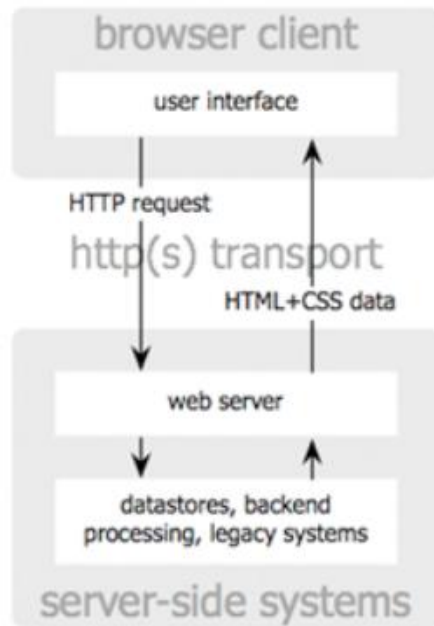 browser client
user interface
HTTP request
http(s) transport
HTML+CSS data
web server
datastores, backend
processing, legacy systems
server-side systems